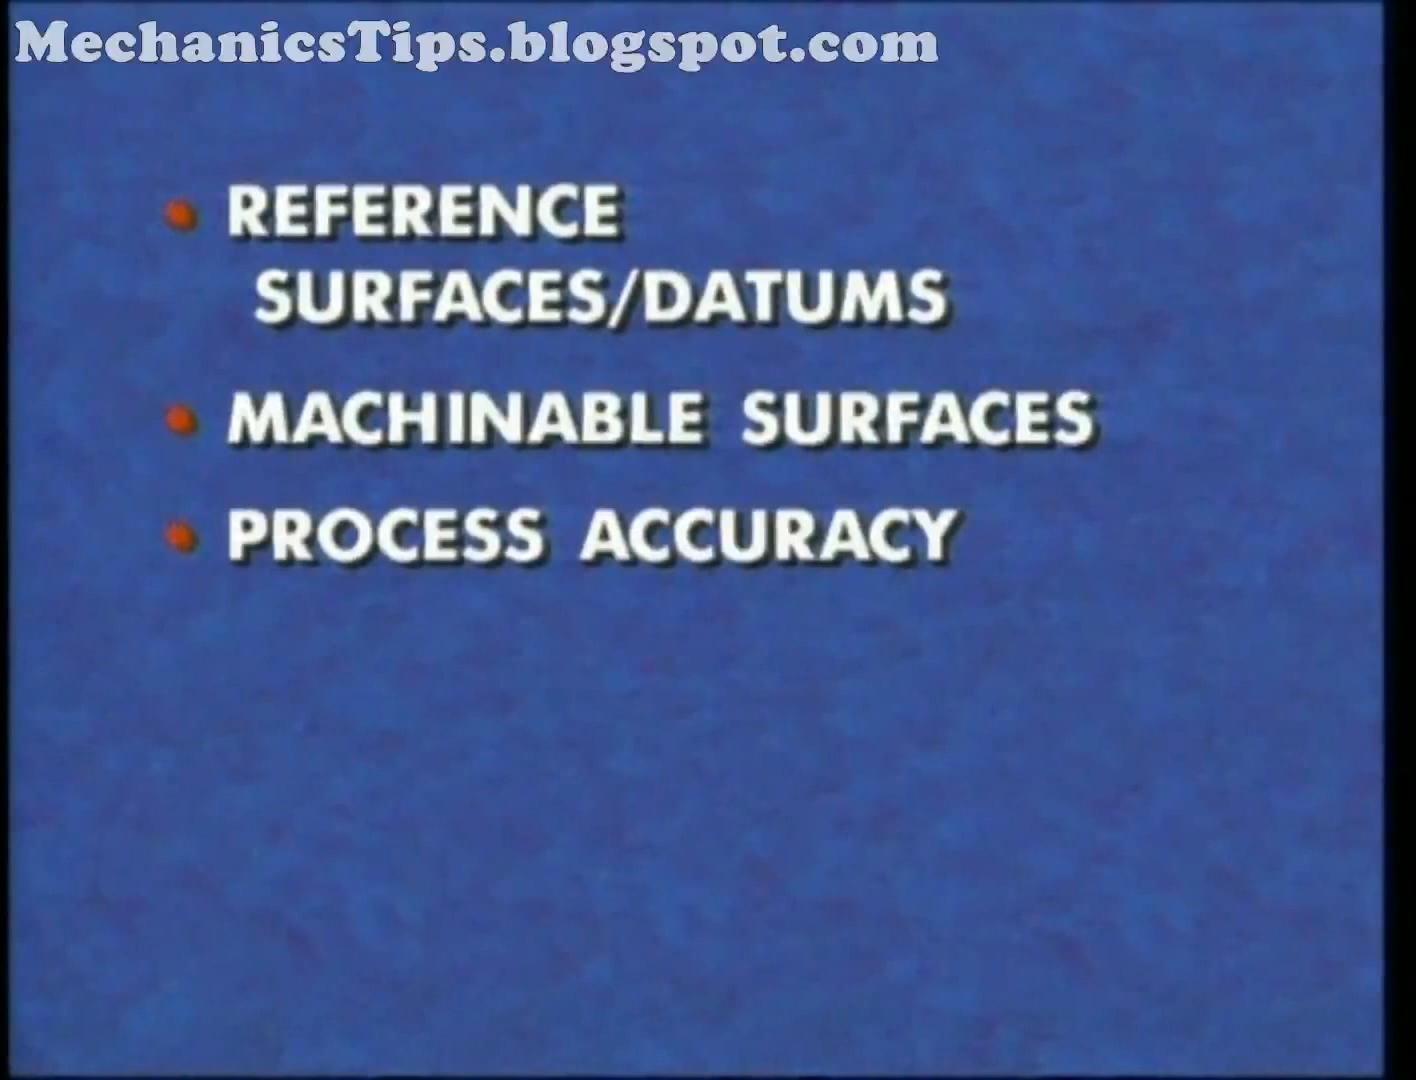 MechanicsTips.blogspot.com
• REFERENCE
SURFACES/DATUMS
• MACHINABLE SURFACES
• PROCESS ACCURACY